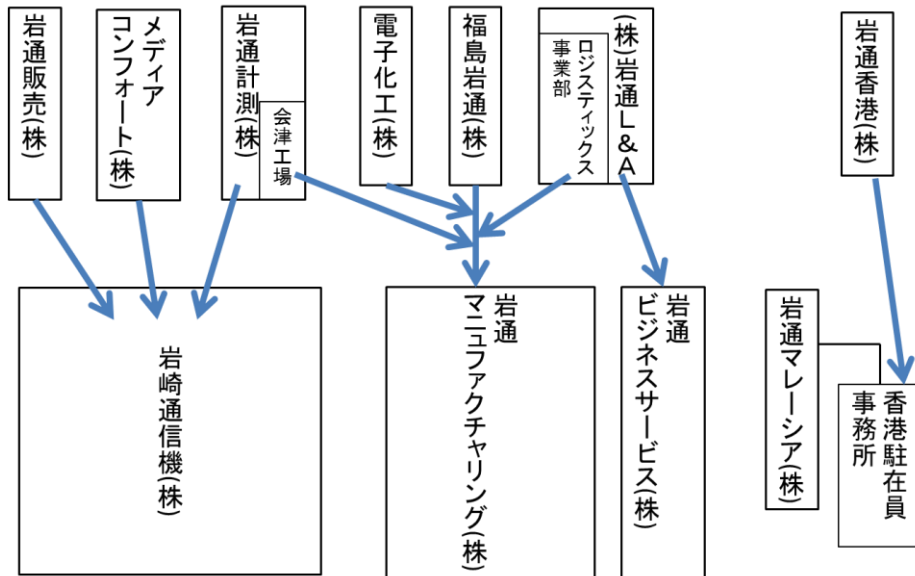 岩通販売(株)
メディア
コンフォート(株)
岩通計測(株)
会津工場
電子化工(株)
福島岩通(株)
(株)岩通L&A
ロジスティックス
事業部
岩通香港(株)
岩崎通信機(株)
岩通
マニュファクチャリング(株)
岩通
ビジネスサービス(株)
岩通マレーシア(株)
香港駐在員
事務所